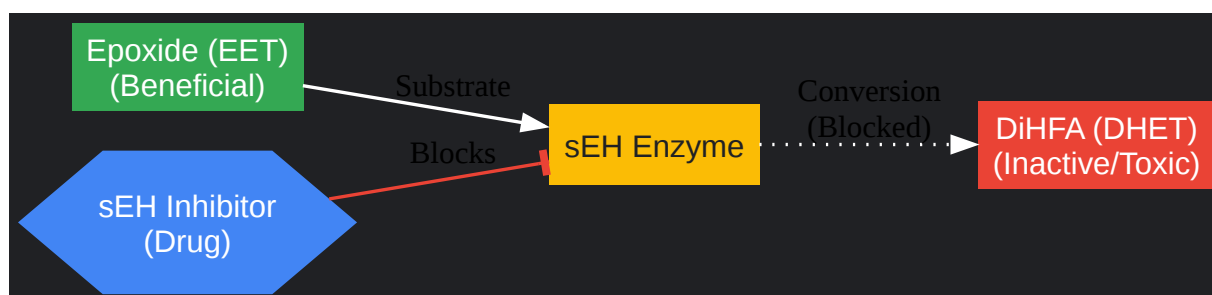 Epoxide (EET)
(Beneficial)
Substrate
Blocks
sEH Inhibitor
(Drug)
sEH Enzyme
Conversion
(Blocked)
DiHFA (DHET)
(Inactive/Toxic)